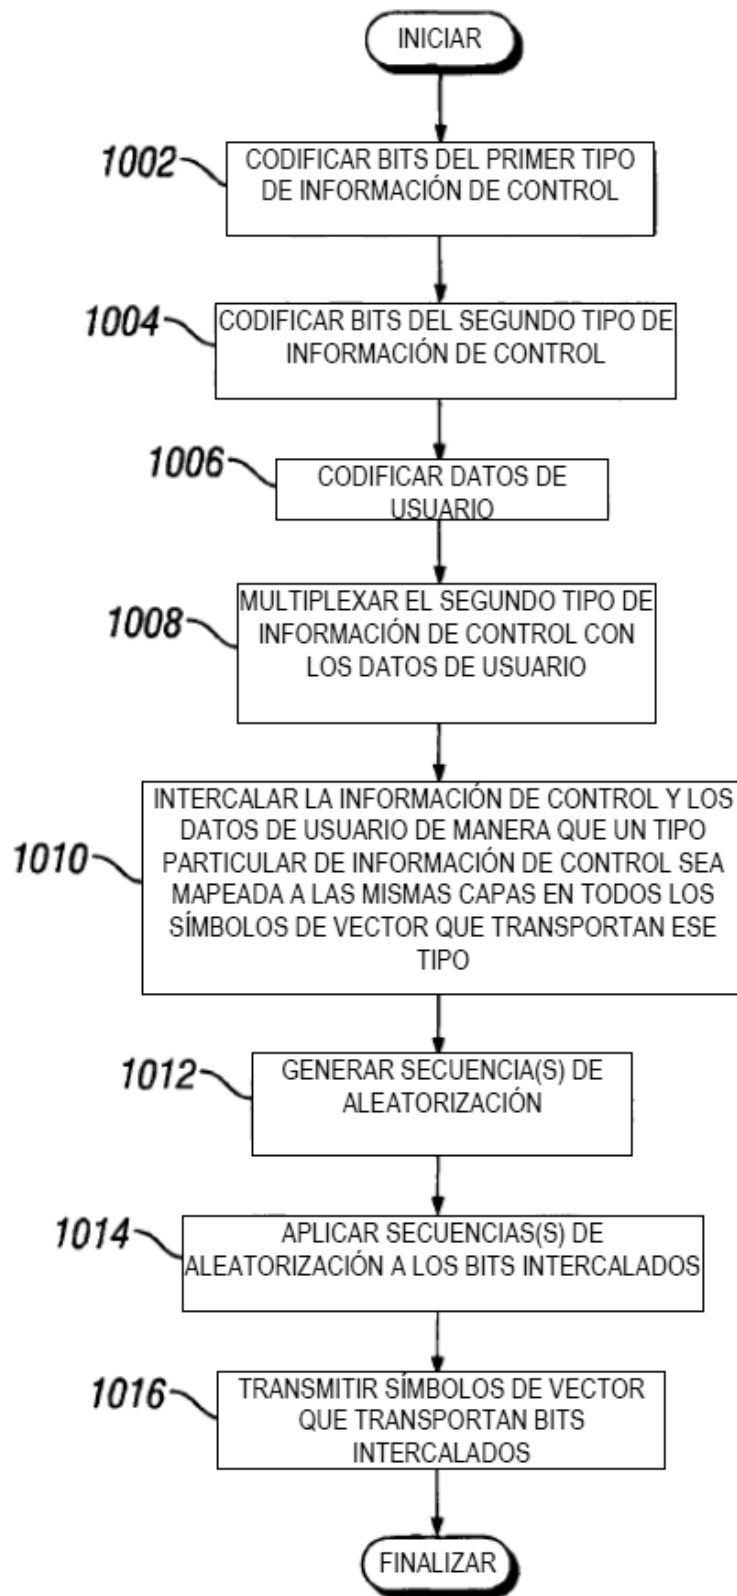 INICIAR
1002
CODIFICAR BITS DEL PRIMER TIPO
DE INFORMACIÓN DE CONTROL
1004
CODIFICAR BITS DEL SEGUNDO TIPO DE
INFORMACIÓN DE CONTROL
1006
CODIFICAR DATOS DE
USUARIO
1008
MULTIPLEXAR EL SEGUNDO TIPO DE
INFORMACIÓN DE CONTROL CON
LOS DATOS DE USUARIO
1010
INTERCALAR LA INFORMACIÓN DE CONTROL Y LOS
DATOS DE USUARIO DE MANERA QUE UN TIPO
PARTICULAR DE INFORMACIÓN DE CONTROL SEA
MAPEADA A LAS MISMAS CAPAS EN TODOS LOS
SÍMBOLOS DE VECTOR QUE TRANSPORTAN ESE
TIPO
1012
GENERAR SECUENCIA(S) DE
ALEATORIZACIÓN
1014
APLICAR SECUENCIAS(S) DE
ALEATORIZACIÓN A LOS BITS INTERCALADOS
1016
TRANSMITIR SÍMBOLOS DE VECTOR
QUE TRANSPORTAN BITS
INTERCALADOS
FINALIZAR